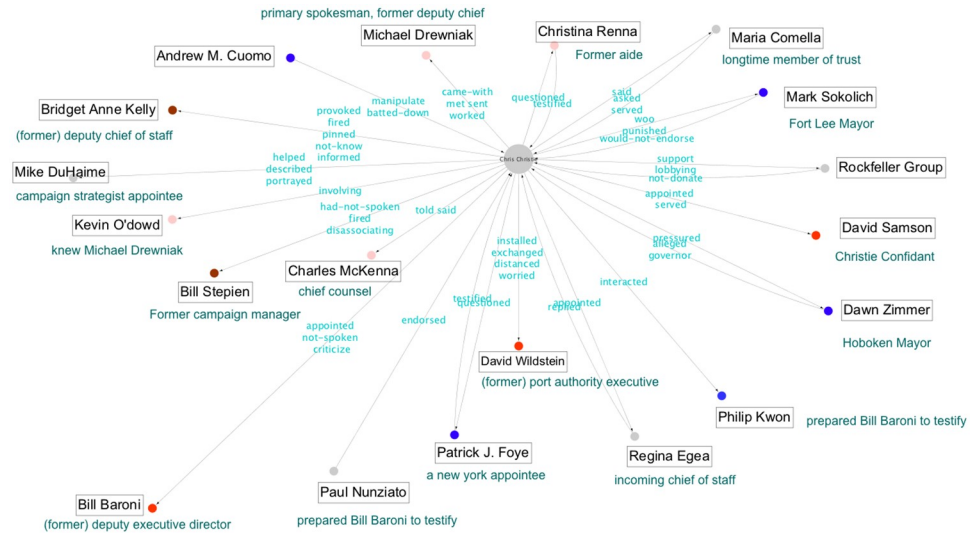 primary spokesman, former deputy chief
Michael Drewniak
Christina Renna
Former aide
Maria Comella
longtime member of trust
Andrew M. Cuomo
Mark Sokolich
Fort Lee Mayor
Bridget Anne Kelly
(former) deputy chief of staff
manipulate
batted-down
came-with
met sent
worked
questioned
testified
said
asked
served
woo
punished
would-not-endorse
provoked
fired
pinned
not-know
informed
Chris Christie
Mike DuHaime
campaign strategist appointee
helped
described
portrayed
support
lobbying
not-donate
Rockfeller Group
involving
appointed
served
Kevin O'dowd
knew Michael Drewniak
had-not-spoken
fired
disassociating
told said
David Samson
Christie Confidant
installed
exchanged
distanced
worried
pressured
alleged
governor
Charles McKenna
chief counsel
Bill Stepien
Former campaign manager
interacted
testified
questioned
appointed
replied
Dawn Zimmer
Hoboken Mayor
appointed
not-spoken
criticize
endorsed
David Wildstein
(former) port authority executive
Philip Kwon
prepared Bill Baroni to testify
Patrick J. Foye
a new york appointee
Regina Egea
incoming chief of staff
Paul Nunziato
prepared Bill Baroni to testify
Bill Baroni
(former) deputy executive director